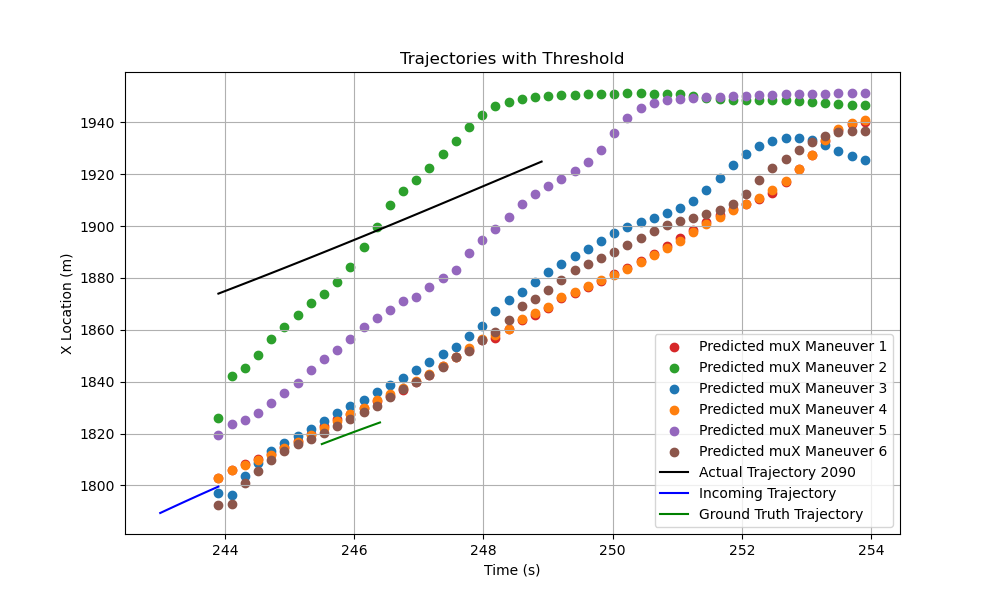 Trajectories with Threshold
X Location (m)
1940
1920
1900
1880
1860
1840
1820
1800
Predicted muX Maneuver 1
Predicted muX Maneuver 2
Predicted muX Maneuver 3
Predicted muX Maneuver 4
Predicted muX Maneuver 5
Predicted muX Maneuver 6
Actual Trajectory 2090
Incoming Trajectory
Ground Truth Trajectory
244 246 248 250 252 254
Time (s)